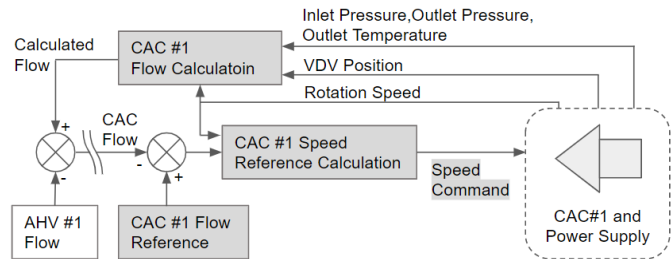 Inlet Pressure,Outlet Pressure,
Outlet Temperature
Calculated
Flow
CAC #1
Flow Calculatoin
VDV Position
Rotation Speed
+
CAC
Flow
-
-
+
CAC #1 Speed
Reference Calculation
Speed
Command
AHV #1
Flow
CAC #1 Flow
Reference
CAC#1 and
Power Supply